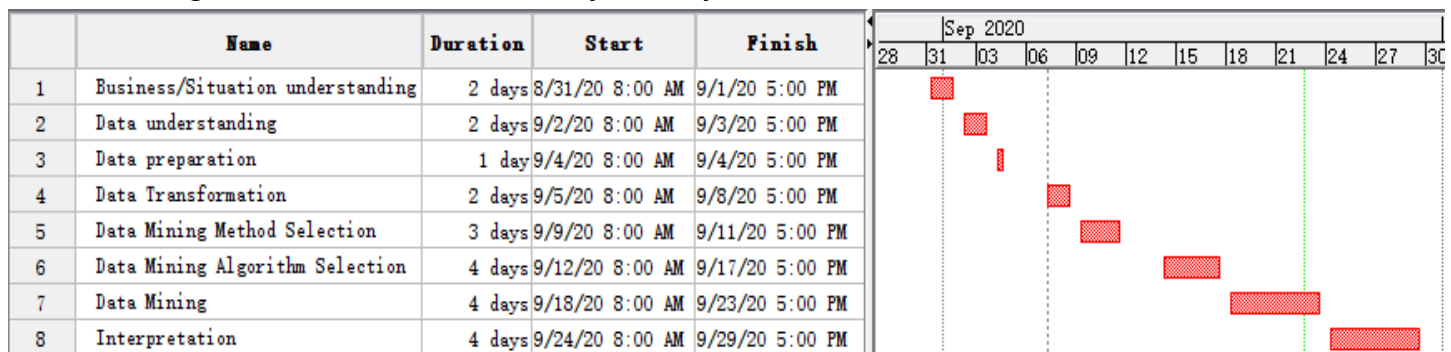 Sep 2020
Name Duration Start Finish
28 31 03 06 09 12 15 18 21 24 27 30
1 Business/Situation understanding 2 days 8/31/20 8:00 AM 9/1/20 5:00 PM
2 Data understanding 2 days 9/2/20 8:00 AM 9/3/20 5:00 PM
3 Data preparation 1 day 9/4/20 8:00 AM 9/4/20 5:00 PM
4 Data Transformation 2 days 9/5/20 8:00 AM 9/8/20 5:00 PM
5 Data Mining Method Selection 3 days 9/9/20 8:00 AM 9/11/20 5:00 PM
6 Data Mining Algorithm Selection 4 days 9/12/20 8:00 AM 9/17/20 5:00 PM
7 Data Mining 4 days 9/18/20 8:00 AM 9/23/20 5:00 PM
8 Interpretation 4 days 9/24/20 8:00 AM 9/29/20 5:00 PM